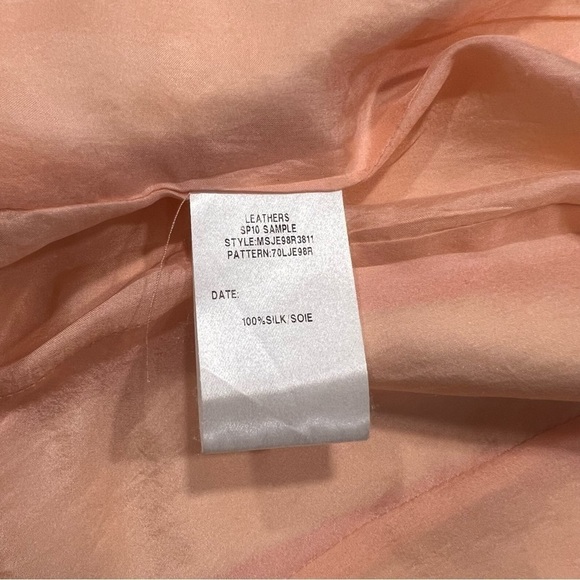 LEATHERS
SP10 SAMPLE
STYLE:MSJE98R3811
PATTERN:70LJE98R
DATE:
100%SILK/SOIE